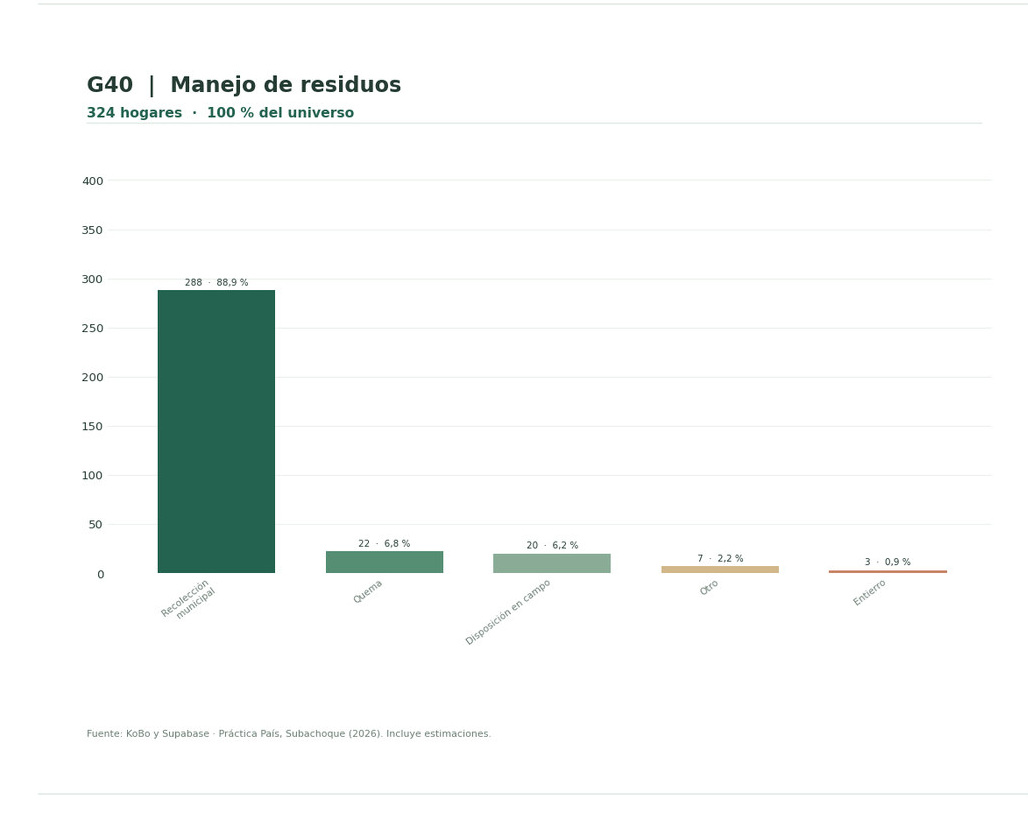 G40 | Manejo de residuos
324 hogares · 100 % del universo
400
350
300
250
200
150
100
50
0
288 · 88,9 %
22 · 6,8 %
20 · 6,2 %
7 · 2,2 %
3 · 0,9 %
Recolección
municipal
Quema
Disposición en campo
Otro
Entierro
Fuente: KoBo y Supabase · Práctica País, Subachoque (2026). Incluye estimaciones.